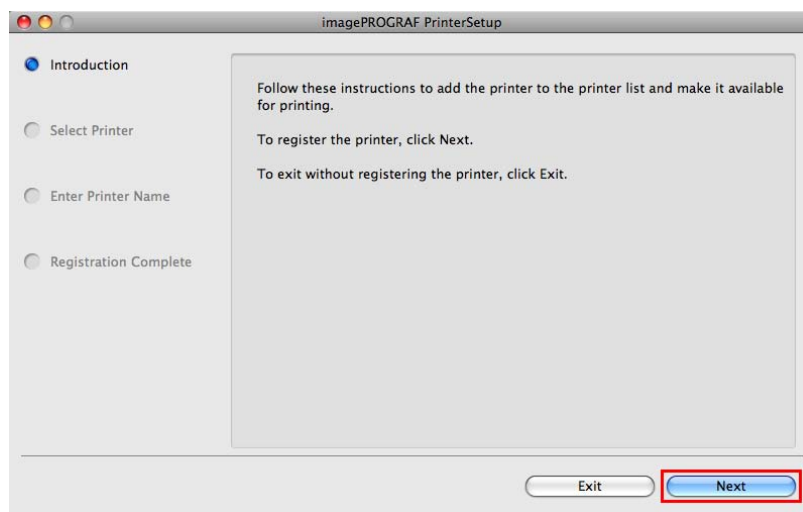 imagePROGRAF PrinterSetup
Introduction
Select Printer
Enter Printer Name
Registration Complete
Follow these instructions to add the printer to the printer list and make it available
for printing.
To register the printer, click Next.
To exit without registering the printer, click Exit.
Exit
Next